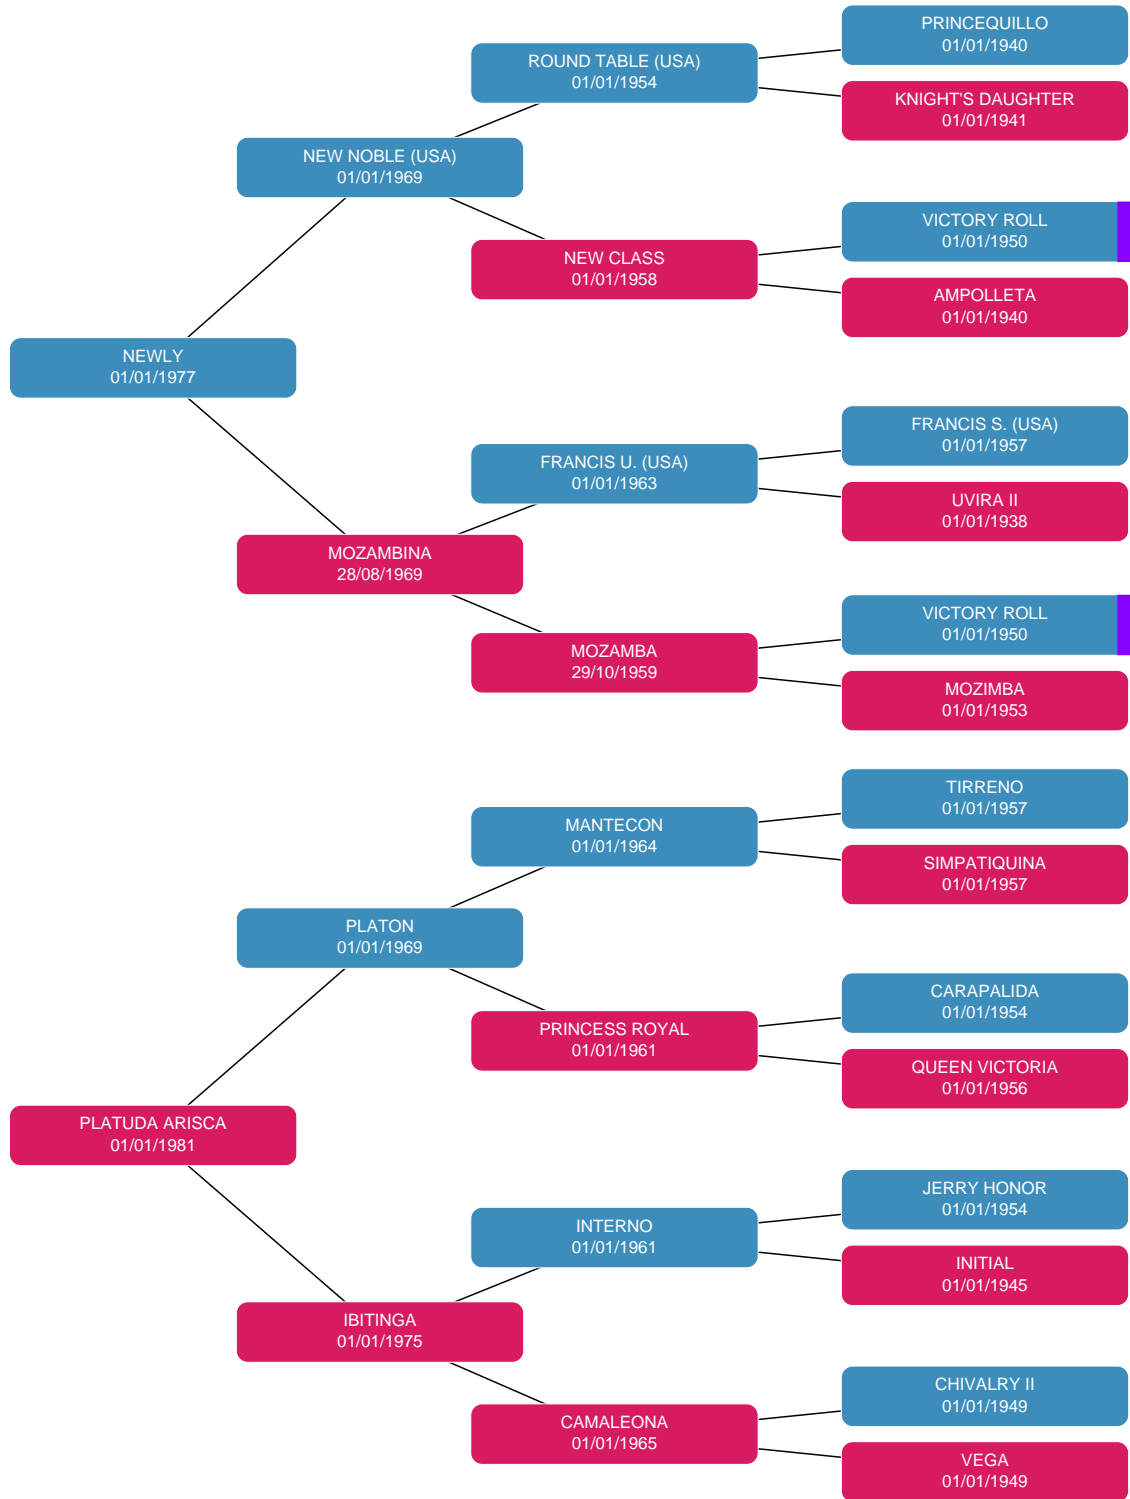 PRINCEQUILLO
01/01/1940
ROUND TABLE (USA)
01/01/1954
KNIGHT'S DAUGHTER
01/01/1941
NEW NOBLE (USA)
01/01/1969
VICTORY ROLL
01/01/1950
NEW CLASS
01/01/1958
AMPOLLETA
01/01/1940
NEWLY
01/01/1977
FRANCIS S. (USA)
01/01/1957
FRANCIS U. (USA)
01/01/1963
UVIRA II
01/01/1938
MOZAMBINA
28/08/1969
VICTORY ROLL
01/01/1950
MOZAMBA
29/10/1959
MOZIMBA
01/01/1953
TIRRENO
01/01/1957
MANTECON
01/01/1964
SIMPATIQUINA
01/01/1957
PLATON
01/01/1969
CARAPALIDA
01/01/1954
PRINCESS ROYAL
01/01/1961
QUEEN VICTORIA
01/01/1956
PLATUDA ARISCA
01/01/1981
JERRY HONOR
01/01/1954
INTERNO
01/01/1961
INITIAL
01/01/1945
IBITINGA
01/01/1975
CHIVALRY II
01/01/1949
CAMALEONA
01/01/1965
VEGA
01/01/1949